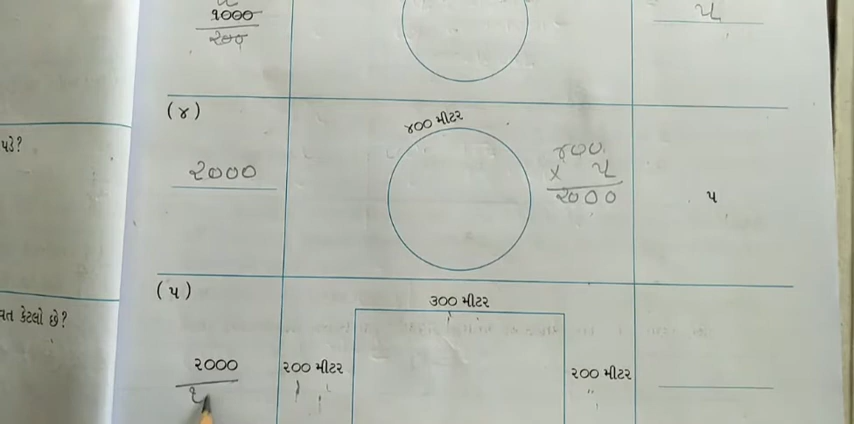 ૧૦૦૦
૨૦૦
૫
(૪)
૪૦૦ મીટર
૨૦૦૦
૪૦૦
x ૫
૨૦૦૦
૫
પડે?
(૫)
કેટલો છે?
300 મીટર
૨૦૦૦
૨૦૦ મીટર
૨૦૦ મીટર